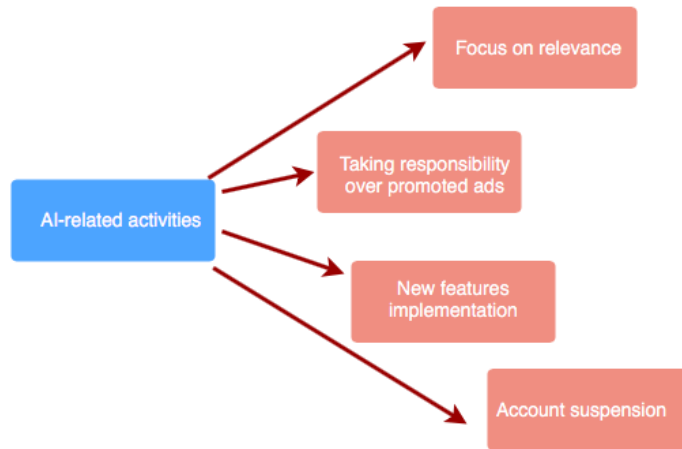 Focus on relevance
Taking responsibility
over promoted ads
AI-related activities
New features
implementation
Account suspension